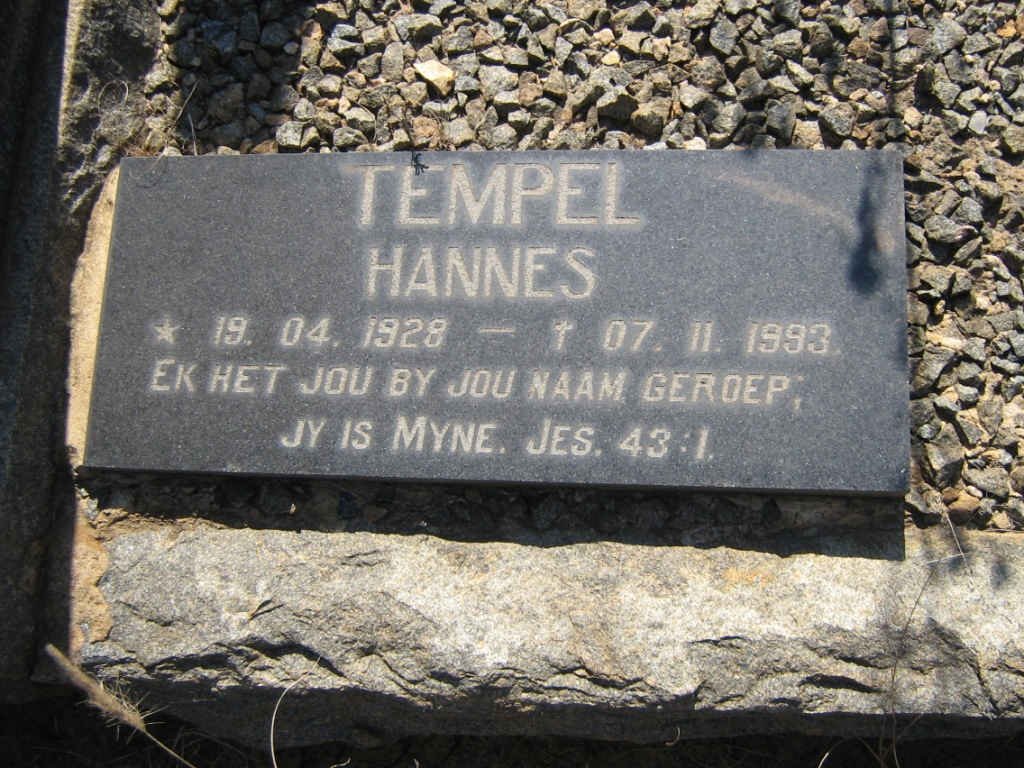 TEMPEL
HANNES
★ 19. 04. 1928 — † 07. 11. 1993.
EK HET JOU BY JOU NAAM GEROEP;
JY IS MYNE. JES. 43:1.